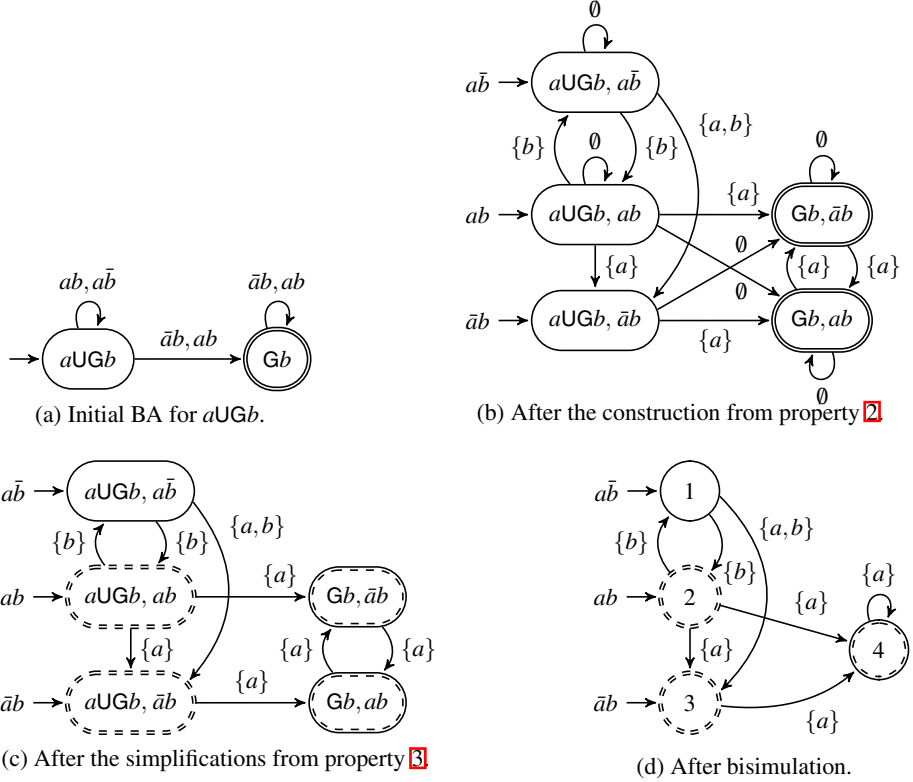 ∅
ab̄ aUGb, ab̄
{a,b}
{b} ∅ {b} ∅
{a}
ab aUGb, ab Gb, āb
∅
ab, ab̄ āb, ab {a} {a} {a}
∅
āb, ab
aUGb Gb āb aUGb, āb Gb, ab
{a}
∅
(a) Initial BA for aUGb. (b) After the construction from property 2.
ab̄ aUGb, ab̄ ab̄ 1
{a,b} {a,b}
{b} {b} {b}
{b} {a}
{a} {a}
ab aUGb, ab Gb, āb ab 2
{a} {a} {a} {a} 4
{a}
āb aUGb, āb Gb, ab āb 3
{a}
(c) After the simplifications from property 3. (d) After bisimulation.